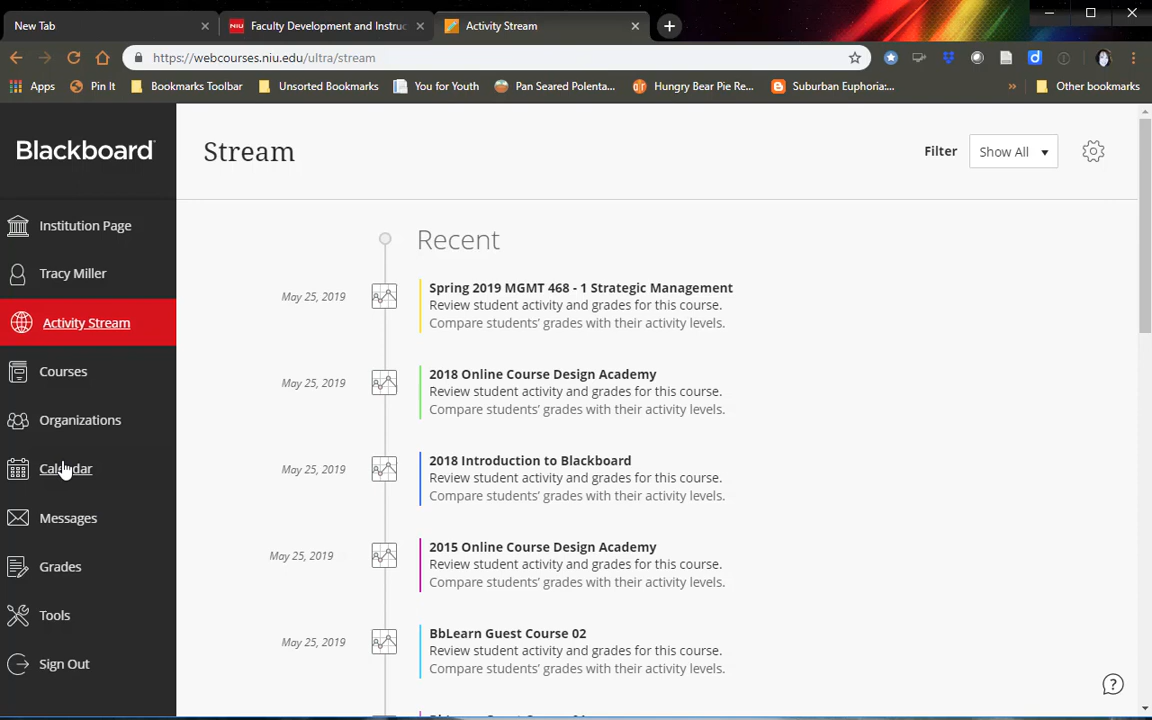 New Tab
NIU Faculty Development and Instruc
Activity Stream
https://webcourses.niu.edu/ultra/stream
Apps
Pin It
Bookmarks Toolbar
Unsorted Bookmarks
You for Youth
Pan Seared Polenta...
Hungry Bear Pie Re...
Suburban Euphoria:...
»
Other bookmarks
Blackboard
Institution Page
Tracy Miller
Activity Stream
Courses
Organizations
Calendar
Messages
Grades
Tools
Sign Out
Stream
Filter
Show All
Recent
May 25, 2019
Spring 2019 MGMT 468 - 1 Strategic Management
Review student activity and grades for this course.
Compare students' grades with their activity levels.
May 25, 2019
2018 Online Course Design Academy
Review student activity and grades for this course.
Compare students' grades with their activity levels.
May 25, 2019
2018 Introduction to Blackboard
Review student activity and grades for this course.
Compare students' grades with their activity levels.
May 25, 2019
2015 Online Course Design Academy
Review student activity and grades for this course.
Compare students' grades with their activity levels.
May 25, 2019
BbLearn Guest Course 02
Review student activity and grades for this course.
Compare students' grades with their activity levels.